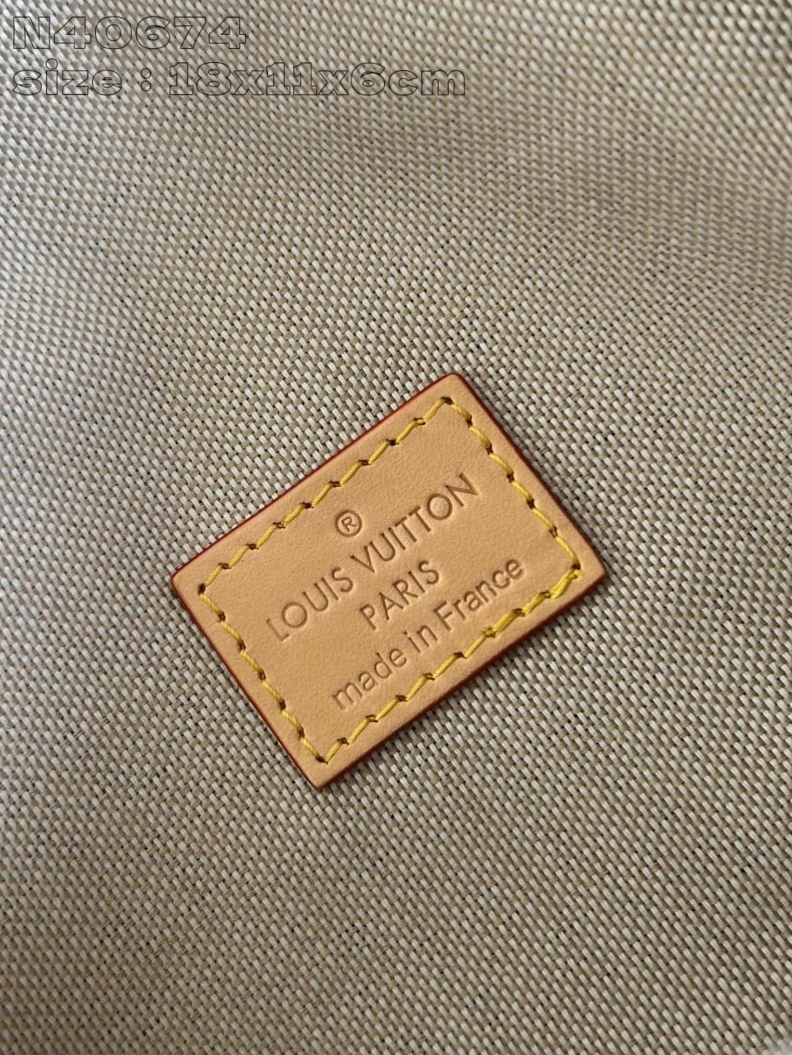 N40674
size : 18x11x6cm
®
LOUIS VUITTON
PARIS
made in France